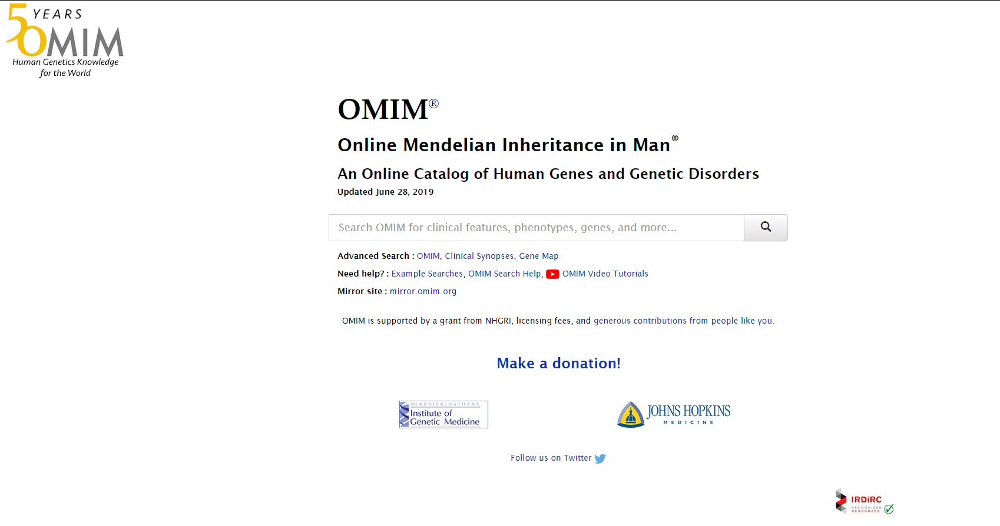 50 YEARS
OMIM
Human Genetics Knowledge
for the World
OMIM®
Online Mendelian Inheritance in Man®
An Online Catalog of Human Genes and Genetic Disorders
Updated June 28, 2019
Search OMIM for clinical features, phenotypes, genes, and more...
Advanced Search : OMIM, Clinical Synopses, Gene Map
Need help? : Example Searches, OMIM Search Help, OMIM Video Tutorials
Mirror site : mirror.omim.org
OMIM is supported by a grant from NHGRI, licensing fees, and generous contributions from people like you.
Make a donation!
McKUSICK-NATHANS
Institute of
Genetic Medicine
JOHNS HOPKINS
MEDICINE
Follow us on Twitter
IRDiRC
RECOGNIZED
RESOURCES